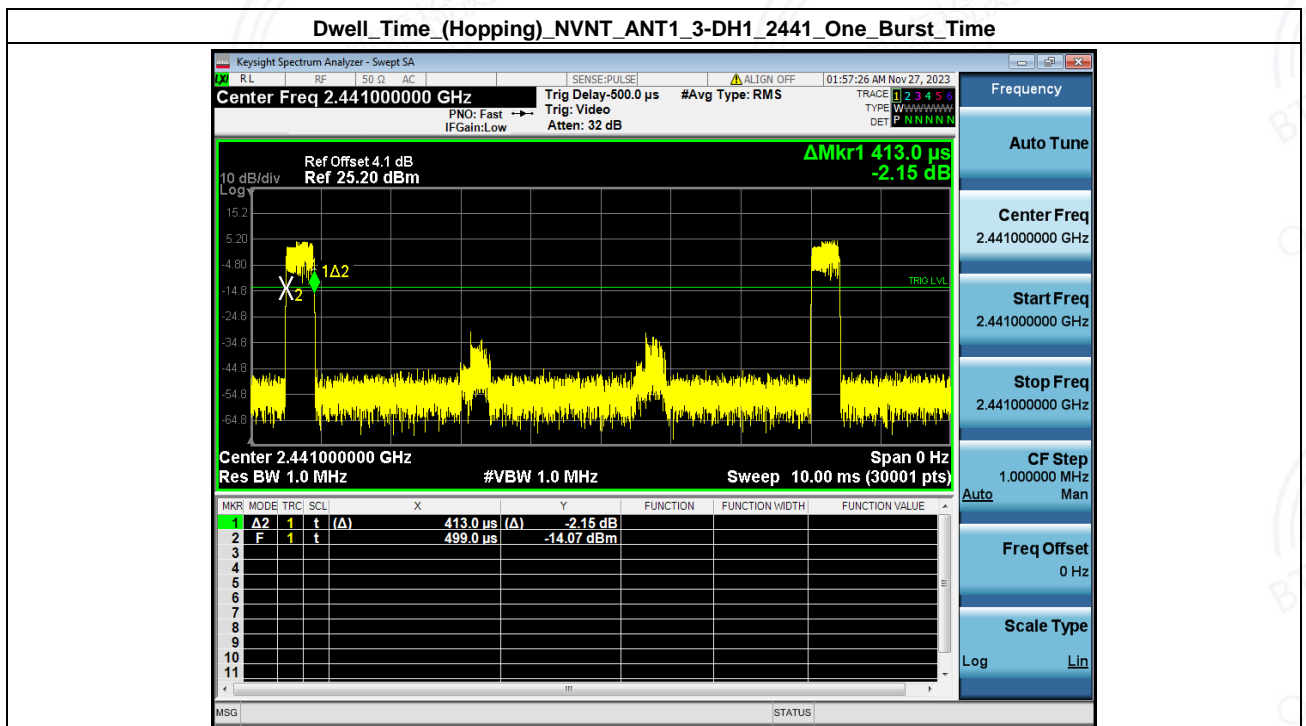 Dwell_Time_(Hopping)_NVNT_ANT1_3-DH1_2441_One_Burst_Time
Keysight Spectrum Analyzer - Swept SA
LXI RL RF 50 Ω AC SENSE:PULSE ALIGN OFF 01:57:26 AM Nov 27, 2023
Center Freq 2.441000000 GHz
PNO: Fast
IFGain:Low
Trig Delay-500.0 µs
Trig: Video
Atten: 32 dB
#Avg Type: RMS
TRACE 1 2 3 4 5 6
TYPE WWWWWW
DET P N N N N N
ΔMkr1 413.0 µs
-2.15 dB
Ref Offset 4.1 dB
10 dB/div Ref 25.20 dBm
Log
15.2
5.20
-4.80
-14.8
-24.8
-34.8
-44.8
-54.8
-64.8
1Δ2
2
TRIG LVL
Center 2.441000000 GHz Span 0 Hz
Res BW 1.0 MHz #VBW 1.0 MHz Sweep 10.00 ms (30001 pts)
MKR MODE TRC SCL X Y FUNCTION FUNCTION WIDTH FUNCTION VALUE
1 Δ2 1 t (Δ) 413.0 µs (Δ) -2.15 dB
2 F 1 t 499.0 µs -14.07 dBm
3
4
5
6
7
8
9
10
11
MSG STATUS
Frequency
Auto Tune
Center Freq
2.441000000 GHz
Start Freq
2.441000000 GHz
Stop Freq
2.441000000 GHz
CF Step
1.000000 MHz
Auto Man
Freq Offset
0 Hz
Scale Type
Log Lin